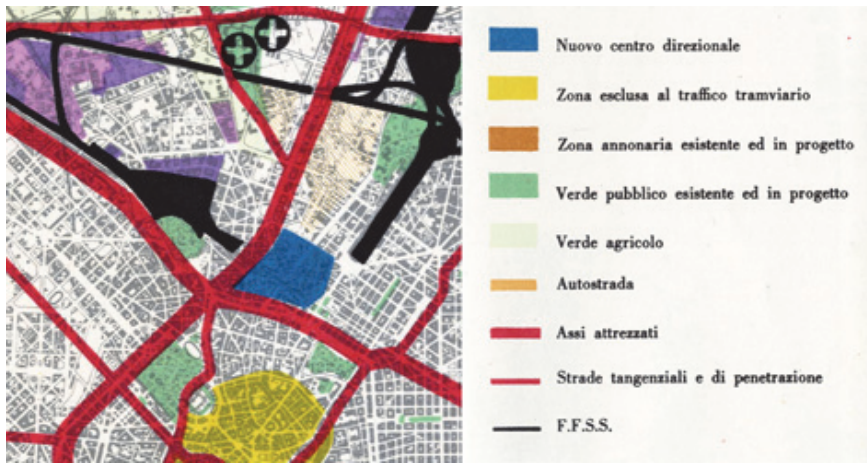 Nuovo centro direzionale
Zona esclusa al traffico tramviario
Zona annonaria esistente ed in progetto
Verde pubblico esistente ed in progetto
Verde agricolo
Autostrada
Assi attrezzati
Strade tangenziali e di penetrazione
F.F.S.S.